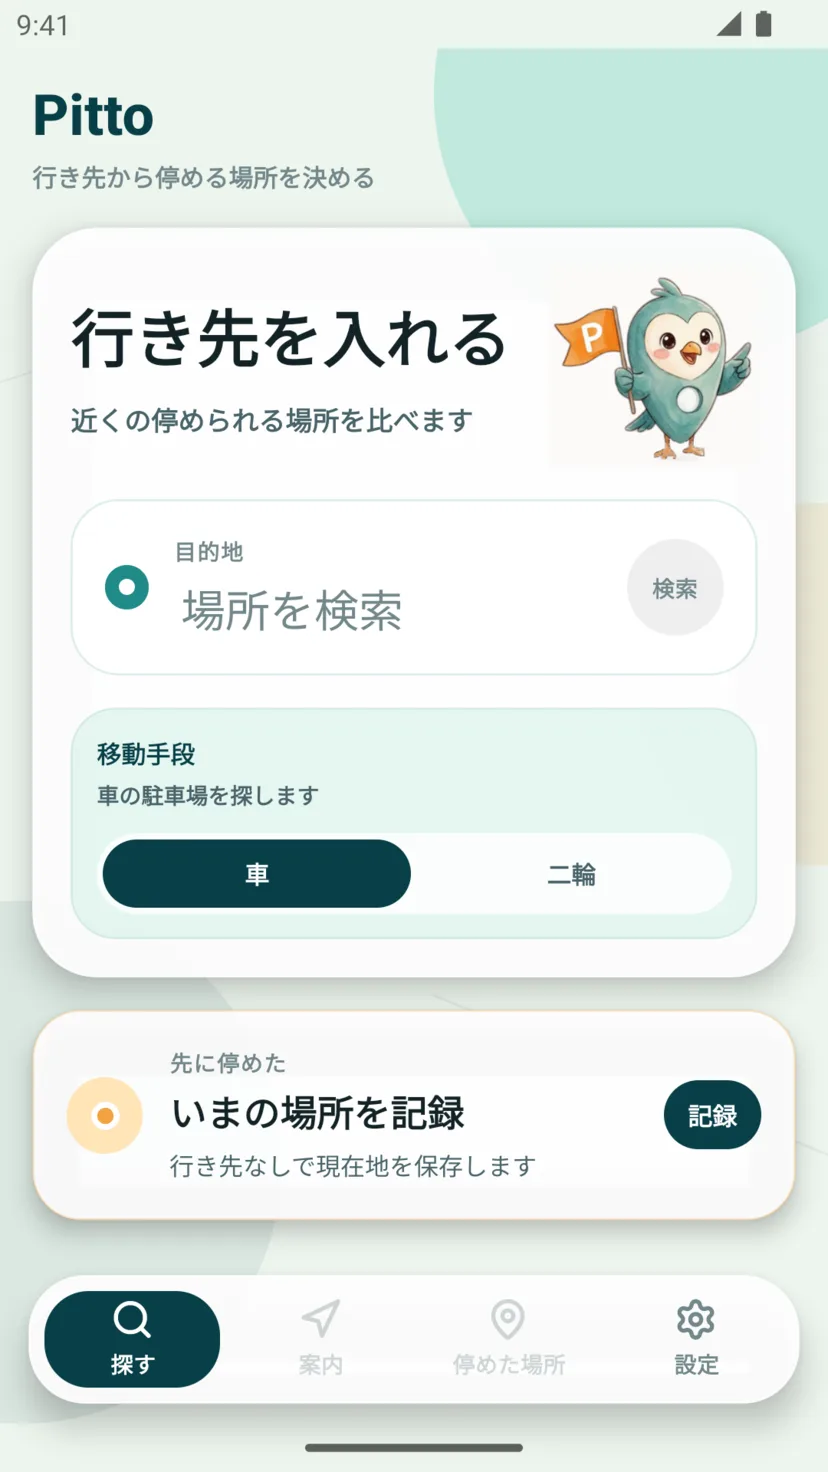 9:41
Pitto
行き先から停める場所を決める
行き先を入れる
P
近くの停められる場所を比べます
目的地
場所を検索
検索
移動手段
車の駐車場を探します
車
二輪
先に停めた
いまの場所を記録
記録
行き先なしで現在地を保存します
探す
案内
停めた場所
設定